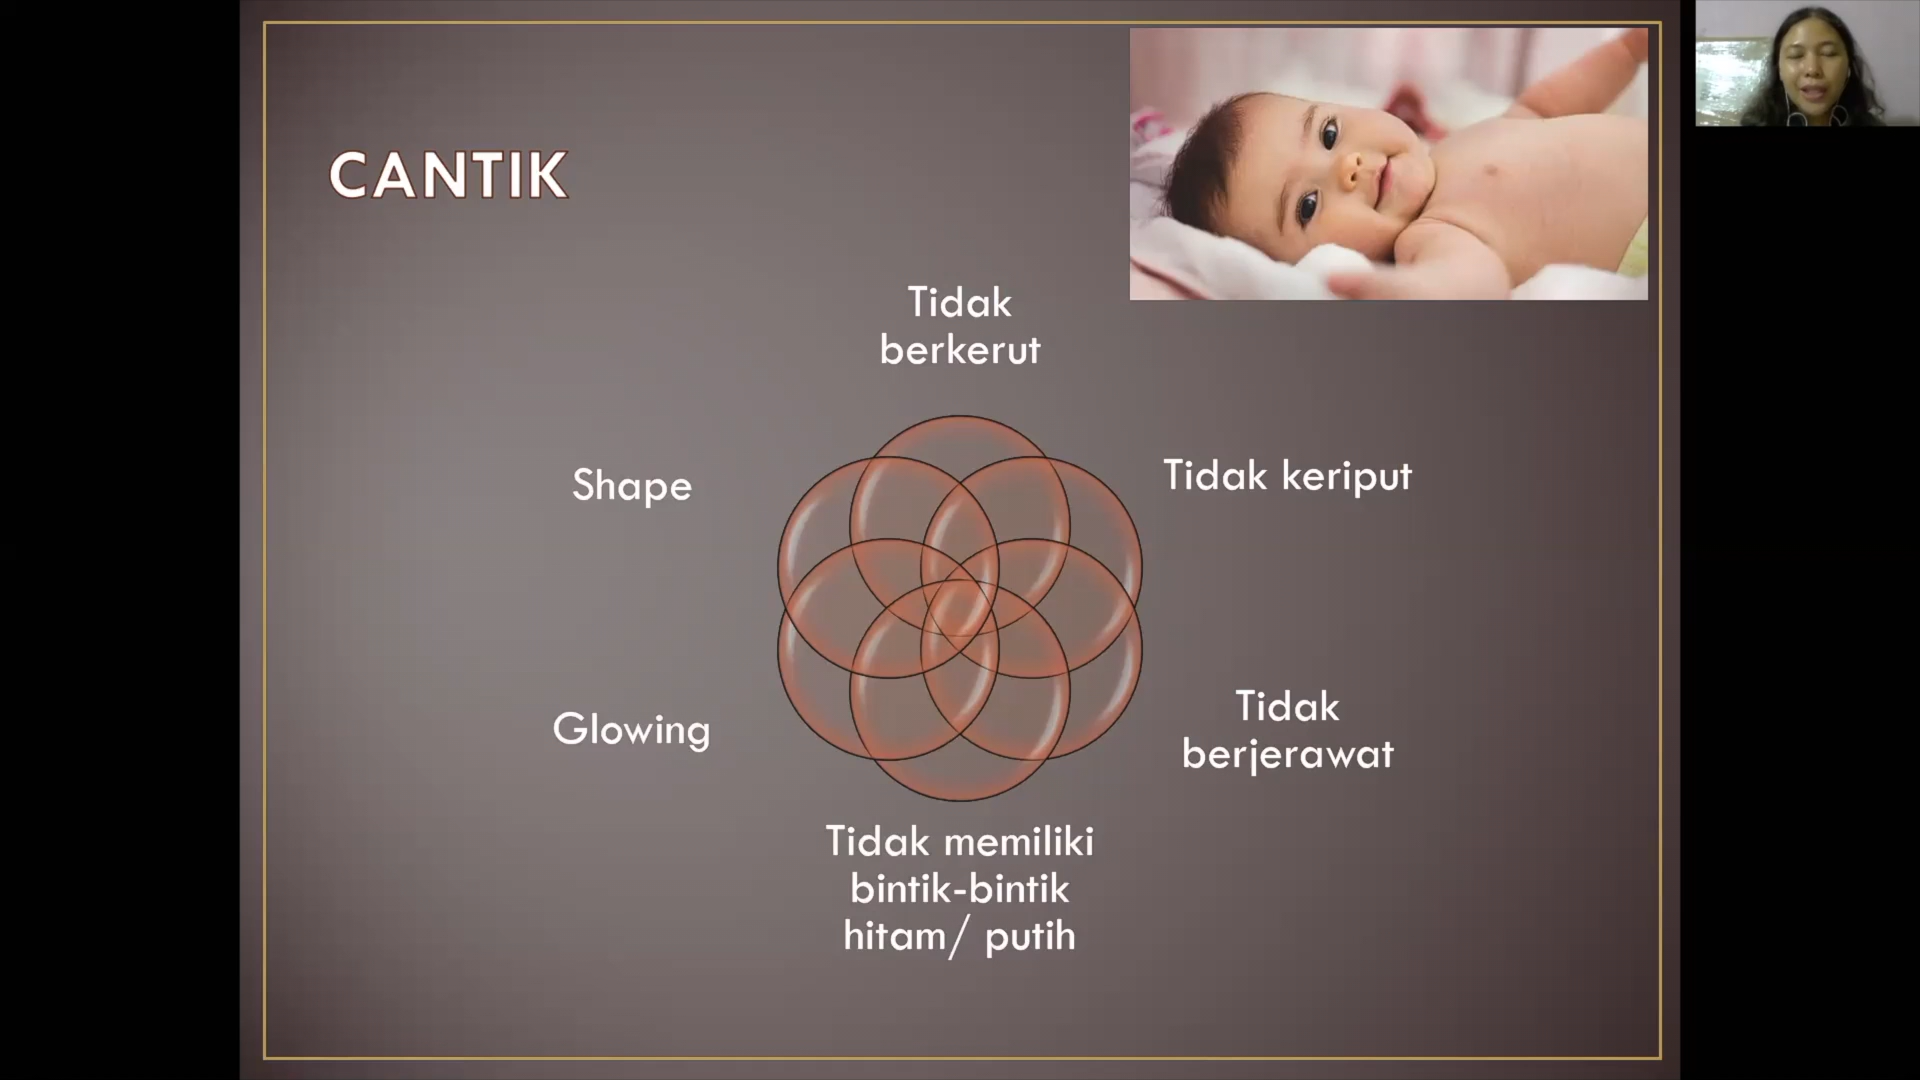 CANTIK
Tidak
berkerut
Tidak keriput
Tidak
berjerawat
Tidak memiliki
bintik-bintik
hitam/ putih
Glowing
Shape